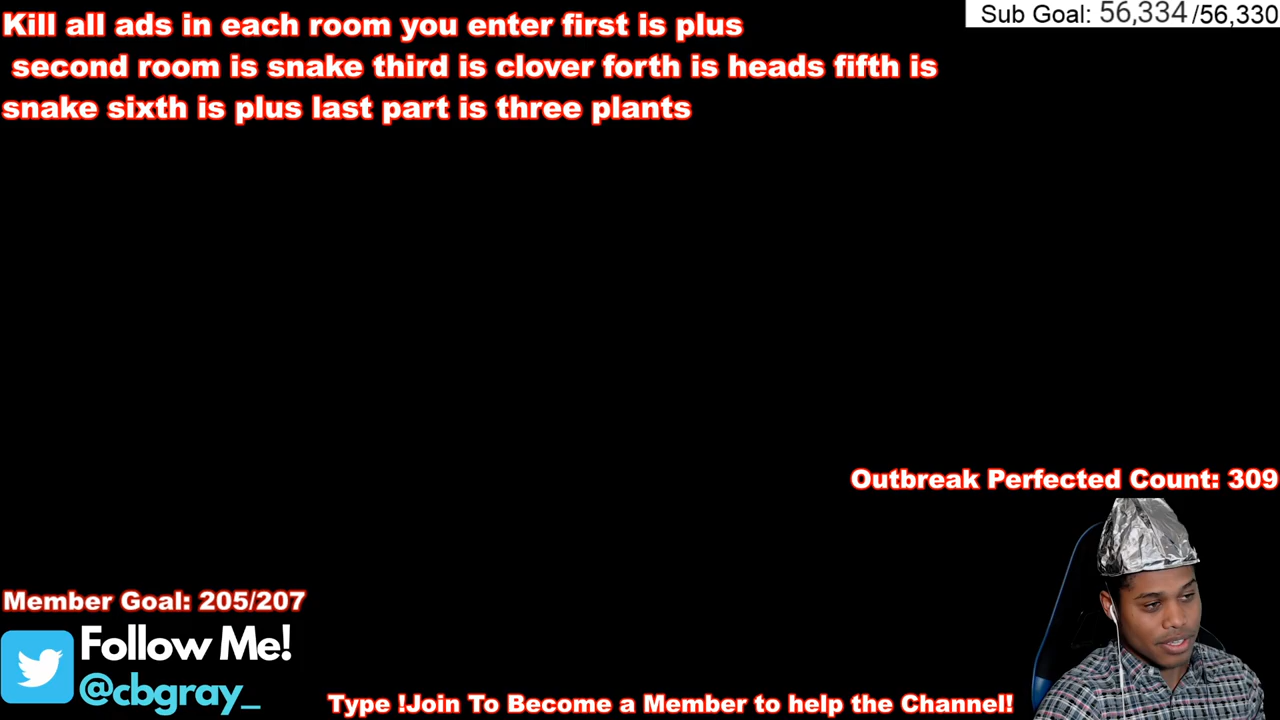 Kill all ads in each room you enter first is plus
second room is snake third is clover forth is heads fifth is
snake sixth is plus last part is three plants
Sub Goal: 56,334/56,330
Outbreak Perfected Count: 309
Member Goal: 205/207
Follow Me!
@cbgray_
Type !Join To Become a Member to help the Channel!